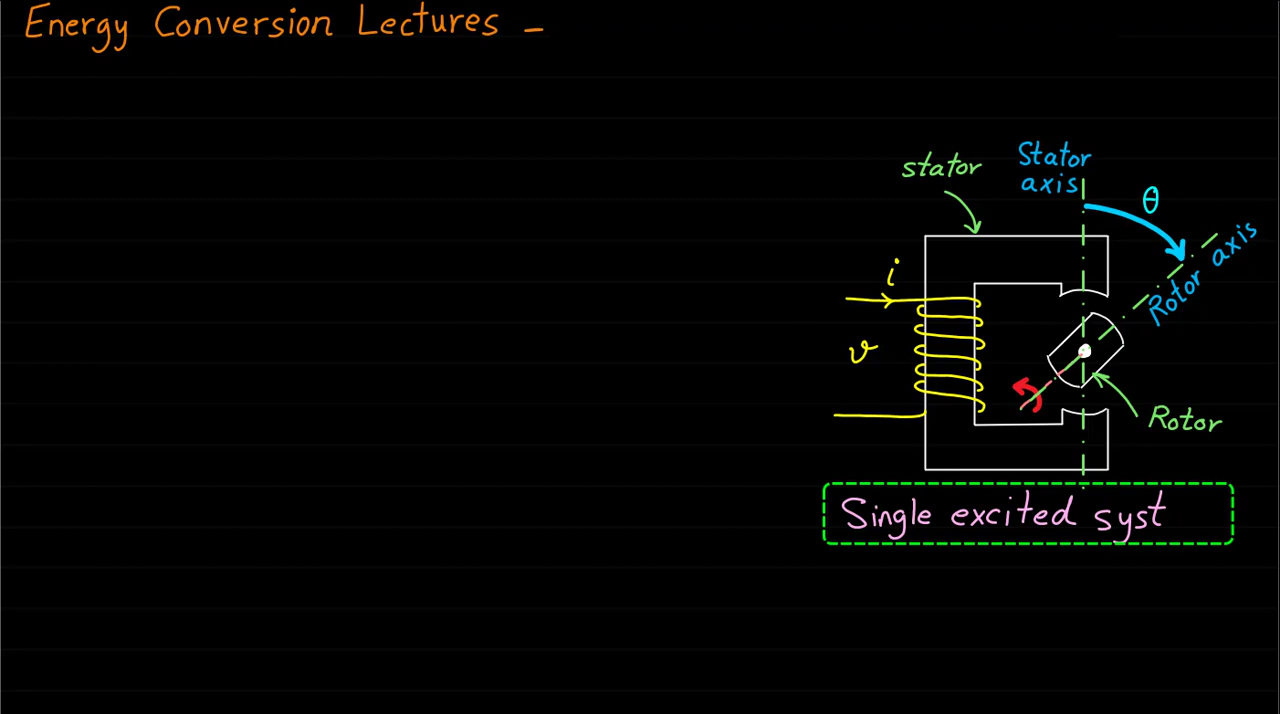 Energy Conversion Lectures -
stator
Stator
axis
θ
Rotor axis
i
v
Rotor
Single excited syst